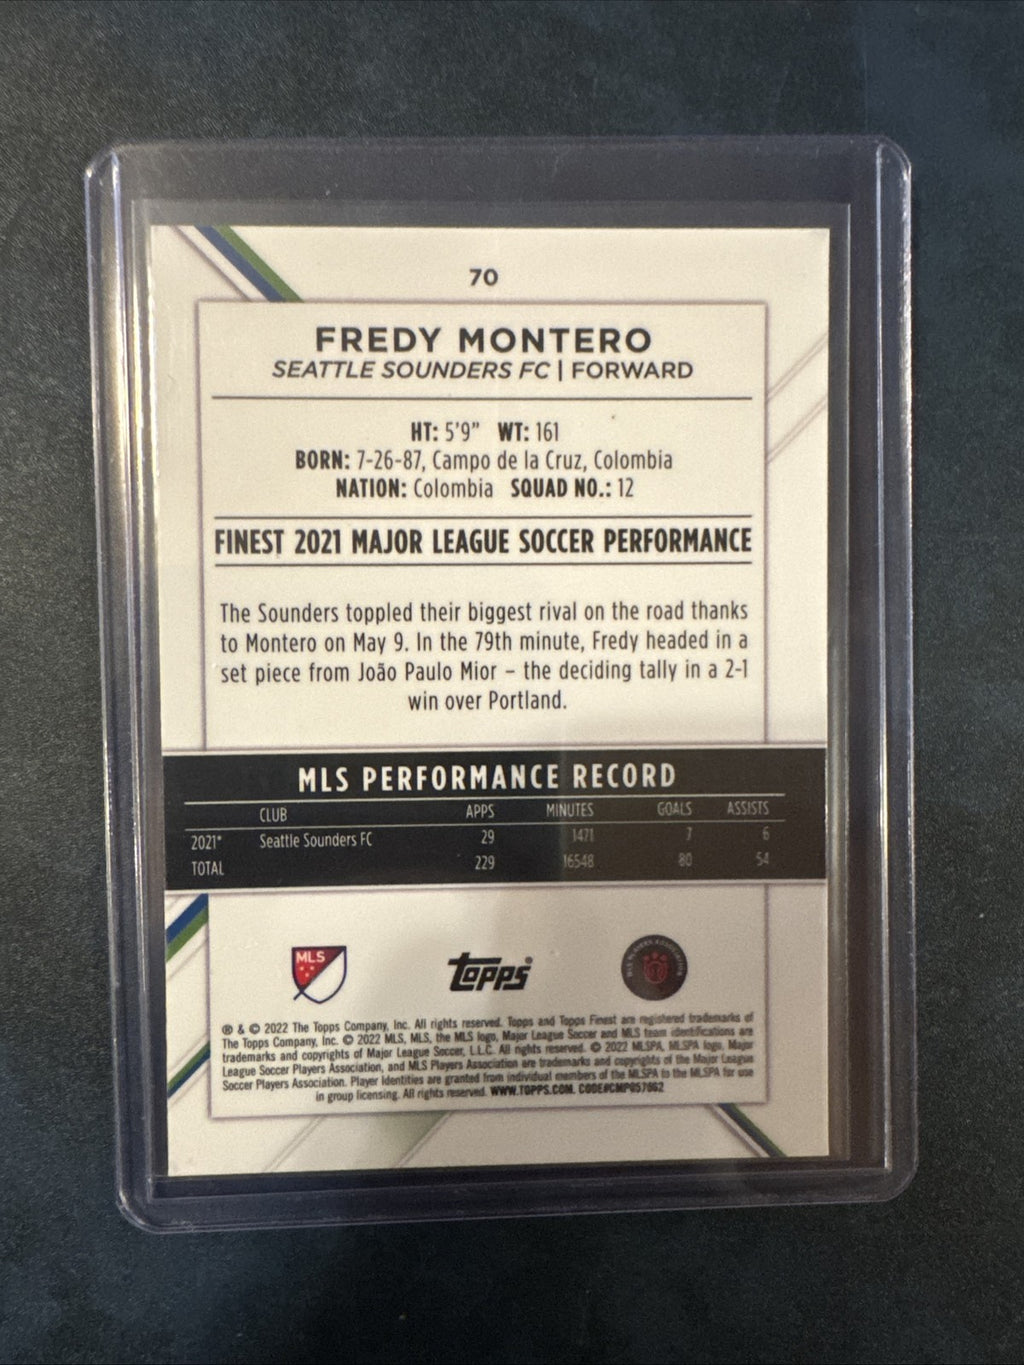 70
FREDY MONTERO
SEATTLE SOUNDERS FC | FORWARD
HT: 5'9" WT: 161
BORN: 7-26-87, Campo de la Cruz, Colombia
NATION: Colombia SQUAD NO.: 12
FINEST 2021 MAJOR LEAGUE SOCCER PERFORMANCE
The Sounders toppled their biggest rival on the road thanks
to Montero on May 9. In the 79th minute, Fredy headed in a
set piece from João Paulo Mior – the deciding tally in a 2-1
win over Portland.
MLS PERFORMANCE RECORD
CLUB APPS MINUTES GOALS ASSISTS
2021* Seattle Sounders FC 29 1471 7 6
TOTAL 229 16548 80 54
MLS
Topps®
® & © 2022 The Topps Company, Inc. All rights reserved. Topps and Topps Finest are registered trademarks of
The Topps Company, Inc. © 2022 MLS, MLS, the MLS logo, Major League Soccer and MLS team identifications are
trademarks and copyrights of Major League Soccer, L.L.C. All rights reserved. © 2022 MLSPA, MLSPA logo, Major
League Soccer Players Association, and MLS Players Association are trademarks and copyrights of the Major League
Soccer Players Association. Player Identities are granted from individual members of the MLSPA to the MLSPA for use
in group licensing. All rights reserved. WWW.TOPPS.COM. CODE#CMP057862